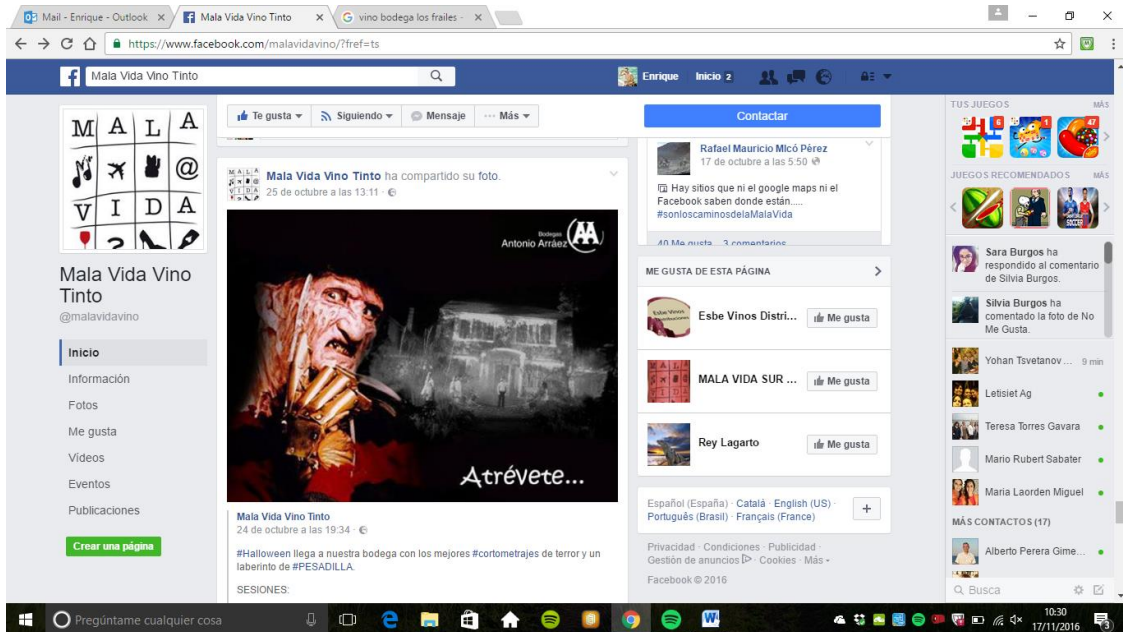 Mail - Enrique - Outlook
Mala Vida Vino Tinto
vino bodega los frailes -
https://www.facebook.com/malavidavino/?fref=ts
Mala Vida Vino Tinto
Enrique
Inicio 2
M A L A
@
V I D A
?
Mala Vida Vino
Tinto
@malavidavino
Inicio
Información
Fotos
Me gusta
Vídeos
Eventos
Publicaciones
Crear una página
Te gusta
Siguiendo
Mensaje
Más
Mala Vida Vino Tinto ha compartido su foto.
25 de octubre a las 13:11 ·
Bodegas
Antonio Arráez
AA
Atrévete...
Mala Vida Vino Tinto
24 de octubre a las 19:34 ·
#Halloween llega a nuestra bodega con los mejores #cortometrajes de terror y un
laberinto de #PESADILLA.
SESIONES:
Contactar
Rafael Mauricio MIcó Pérez
17 de octubre a las 5:50
Hay sitios que ni el google maps ni el
Facebook saben donde están.....
#sonloscaminosdelaMalaVida
40 Me gusta 3 comentarios
ME GUSTA DE ESTA PÁGINA
Esbe Vinos Distri...
Me gusta
MALA VIDA SUR ...
Me gusta
Rey Lagarto
Me gusta
Español (España) · Català · English (US) ·
Português (Brasil) · Français (France)
Privacidad · Condiciones · Publicidad ·
Gestión de anuncios · Cookies · Más
Facebook © 2016
TUS JUEGOS
MÁS
6
1
47
JUEGOS RECOMENDADOS
MÁS
SOCCER
Sara Burgos ha
respondido al comentario
de Silvia Burgos.
Silvia Burgos ha
comentado la foto de No
Me Gusta.
Yohan Tsvetanov ...
9 min
Letisiet Ag
Teresa Torres Gavara
Mario Rubert Sabater
Maria Laorden Miguel
MÁS CONTACTOS (17)
Alberto Perera Gime...
Busca
Pregúntame cualquier cosa
10:30
17/11/2016